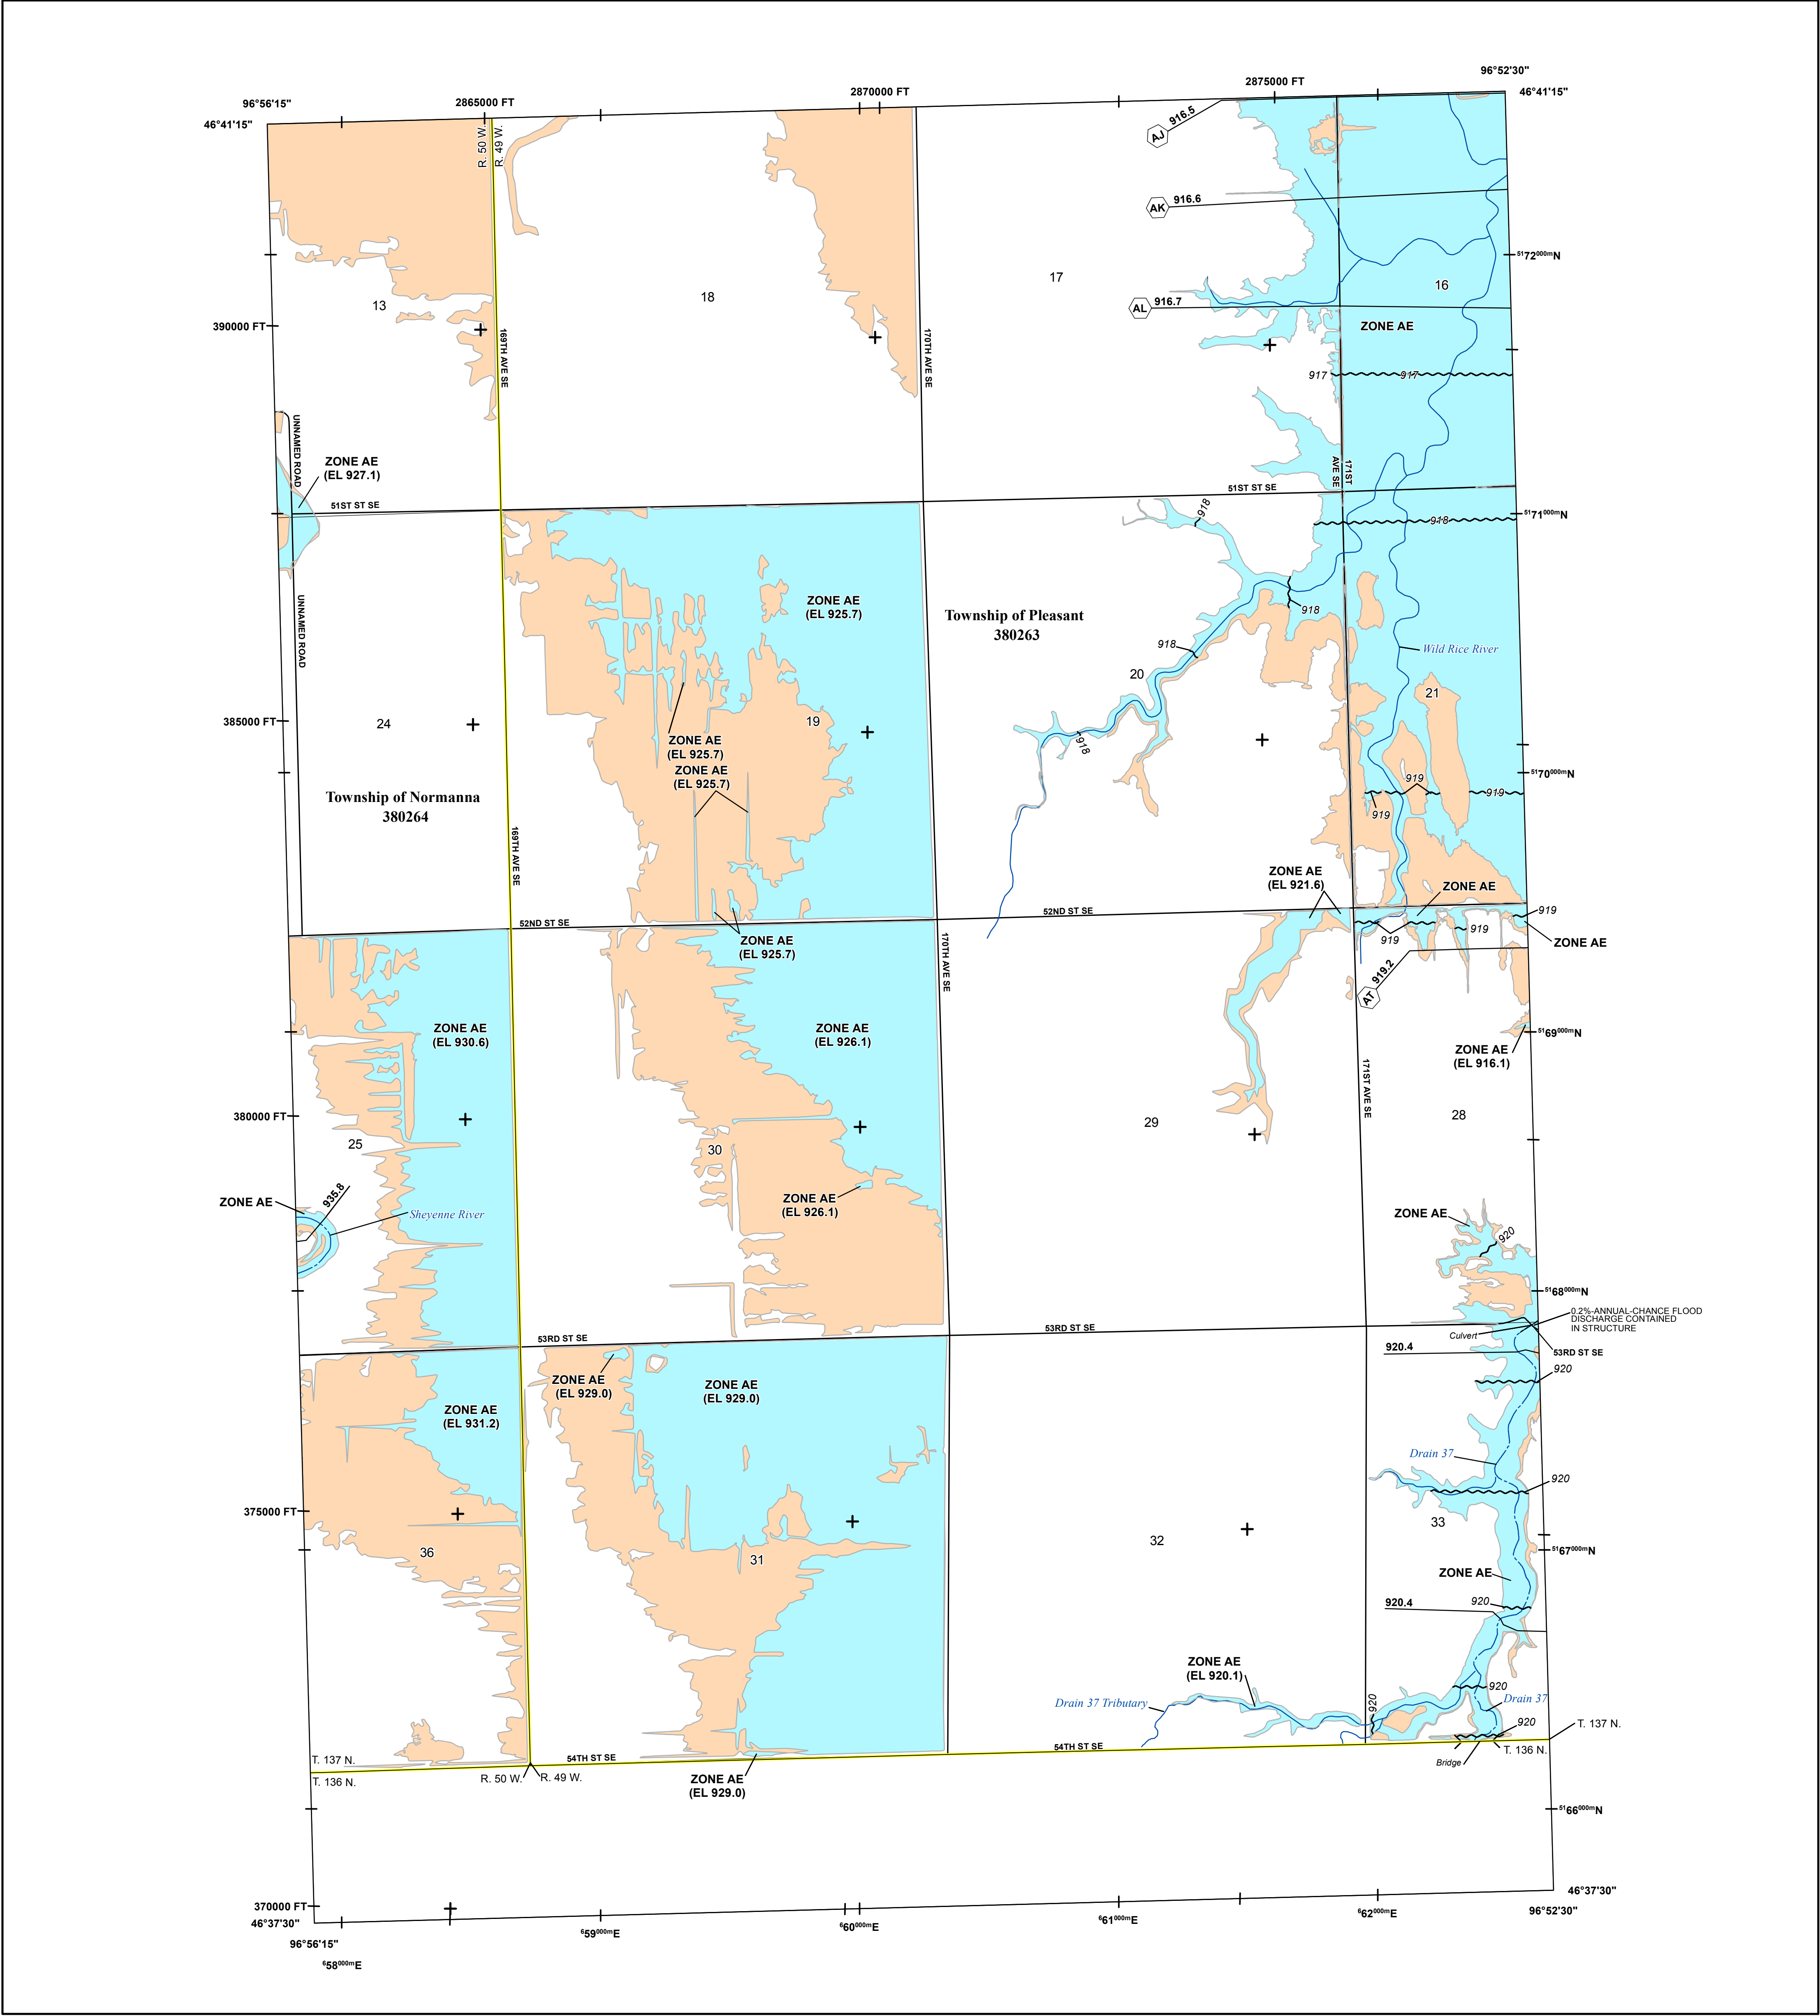 96°56'15"
2865000 FT
2870000 FT
2875000 FT
96°52'30"
46°41'15"
46°41'15"
R. 50 W.
R. 49 W.
AJ 916.5
AK 916.6
17
5172000mN
16
18
13
AL 916.7
ZONE AE
390000 FT
169TH AVE SE
170TH AVE SE
917
917
UNNAMED ROAD
ZONE AE
(EL 927.1)
171ST
AVE SE
51ST ST SE
51ST ST SE
918
918
5171000mN
UNNAMED ROAD
ZONE AE
(EL 925.7)
Township of Pleasant
380263
918
918
Wild Rice River
20
21
385000 FT
24
19
ZONE AE
(EL 925.7)
918
ZONE AE
(EL 925.7)
5170000mN
919
919
919
Township of Normanna
380264
169TH AVE SE
ZONE AE
(EL 921.6)
ZONE AE
52ND ST SE
52ND ST SE
919
919
919
ZONE AE
ZONE AE
(EL 925.7)
170TH AVE SE
AT 919.2
ZONE AE
(EL 930.6)
ZONE AE
(EL 926.1)
5169000mN
ZONE AE
(EL 916.1)
171ST AVE SE
380000 FT
28
29
25
30
ZONE AE
935.8
Sheyenne River
ZONE AE
(EL 926.1)
ZONE AE
920
5168000mN
0.2%-ANNUAL-CHANCE FLOOD
DISCHARGE CONTAINED
IN STRUCTURE
53RD ST SE
53RD ST SE
Culvert
920.4
53RD ST SE
920
ZONE AE
(EL 929.0)
ZONE AE
(EL 929.0)
ZONE AE
(EL 931.2)
Drain 37
920
375000 FT
33
32
36
31
5167000mN
ZONE AE
920.4
920
ZONE AE
(EL 920.1)
920
Drain 37 Tributary
920
Drain 37
920
T. 137 N.
T. 137 N.
54TH ST SE
54TH ST SE
T. 136 N.
T. 136 N.
Bridge
R. 50 W.
R. 49 W.
ZONE AE
(EL 929.0)
5166000mN
370000 FT
46°37'30"
46°37'30"
96°52'30"
96°56'15"
658000mE
659000mE
660000mE
661000mE
662000mE